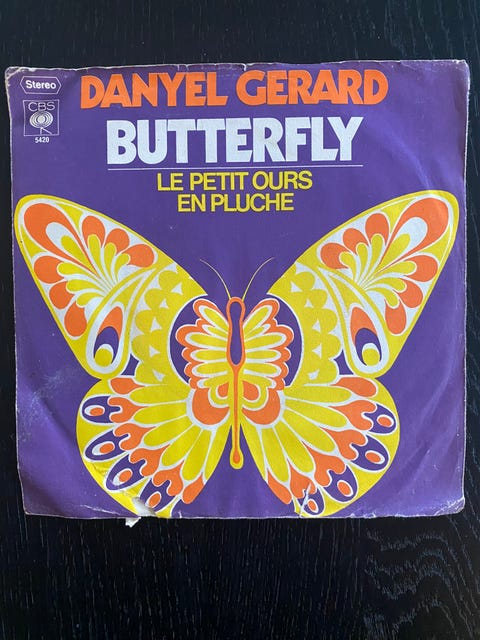 Stereo
CBS
5420
DANYEL GERARD
BUTTERFLY
LE PETIT OURS
EN PLUCHE